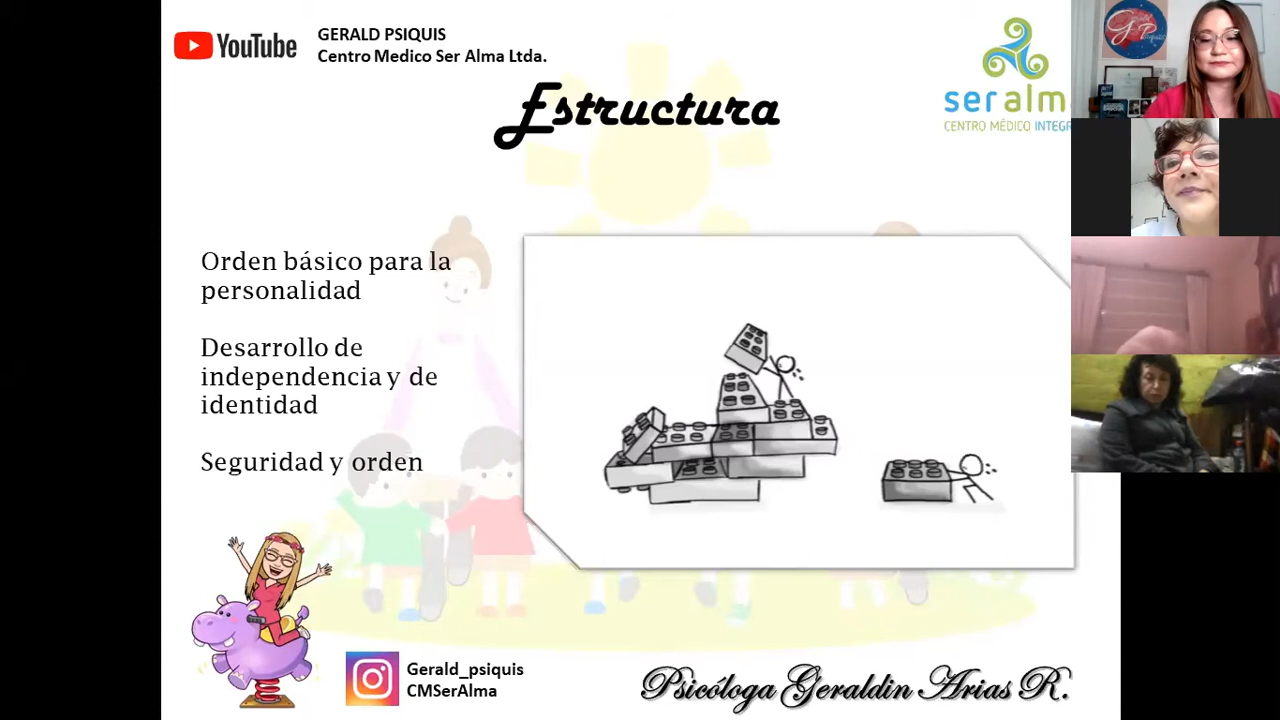 YouTube
GERALD PSIQUIS
Centro Medico Ser Alma Ltda.
Estructura
ser alm
CENTRO MÉDICO INTEGR
Orden básico para la
personalidad
Desarrollo de
independencia y de
identidad
Seguridad y orden
Gerald_psiquis
CMSerAlma
Psicóloga Geraldin Arias R.